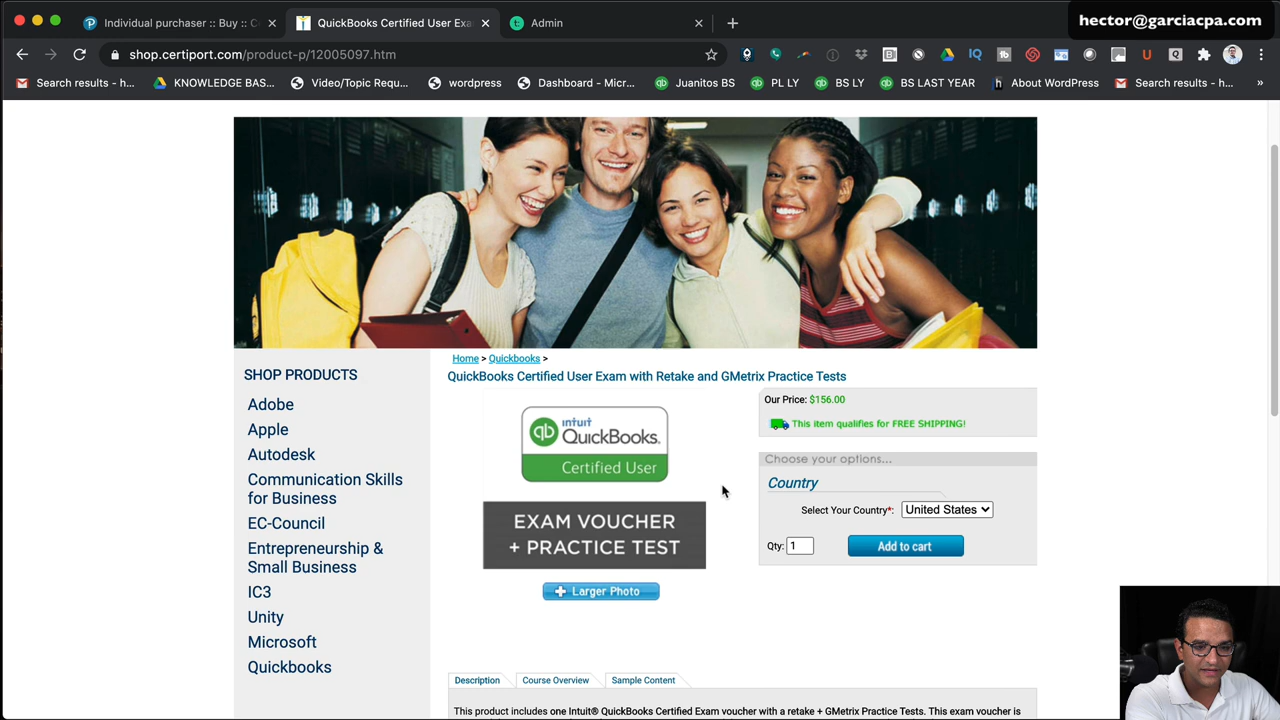 Individual purchaser :: Buy :: C
QuickBooks Certified User Exa
Admin
hector@garciacpa.com
shop.certiport.com/product-p/12005097.htm
Search results - h...
KNOWLEDGE BAS...
Video/Topic Requ...
wordpress
Dashboard - Micr...
Juanitos BS
PL LY
BS LY
BS LAST YEAR
About WordPress
Search results - h...
»
Home > Quickbooks >
QuickBooks Certified User Exam with Retake and GMetrix Practice Tests
SHOP PRODUCTS
Adobe
Apple
Autodesk
Communication Skills
for Business
EC-Council
Entrepreneurship &
Small Business
IC3
Unity
Microsoft
Quickbooks
qb
intuit
QuickBooks.
Certified User
EXAM VOUCHER
+ PRACTICE TEST
Larger Photo
Our Price: $156.00
This item qualifies for FREE SHIPPING!
Choose your options...
Country
Select Your Country*: United States
Qty: 1
Add to cart
Description
Course Overview
Sample Content
This product includes one Intuit® QuickBooks Certified Exam voucher with a retake + GMetrix Practice Tests. This exam voucher is